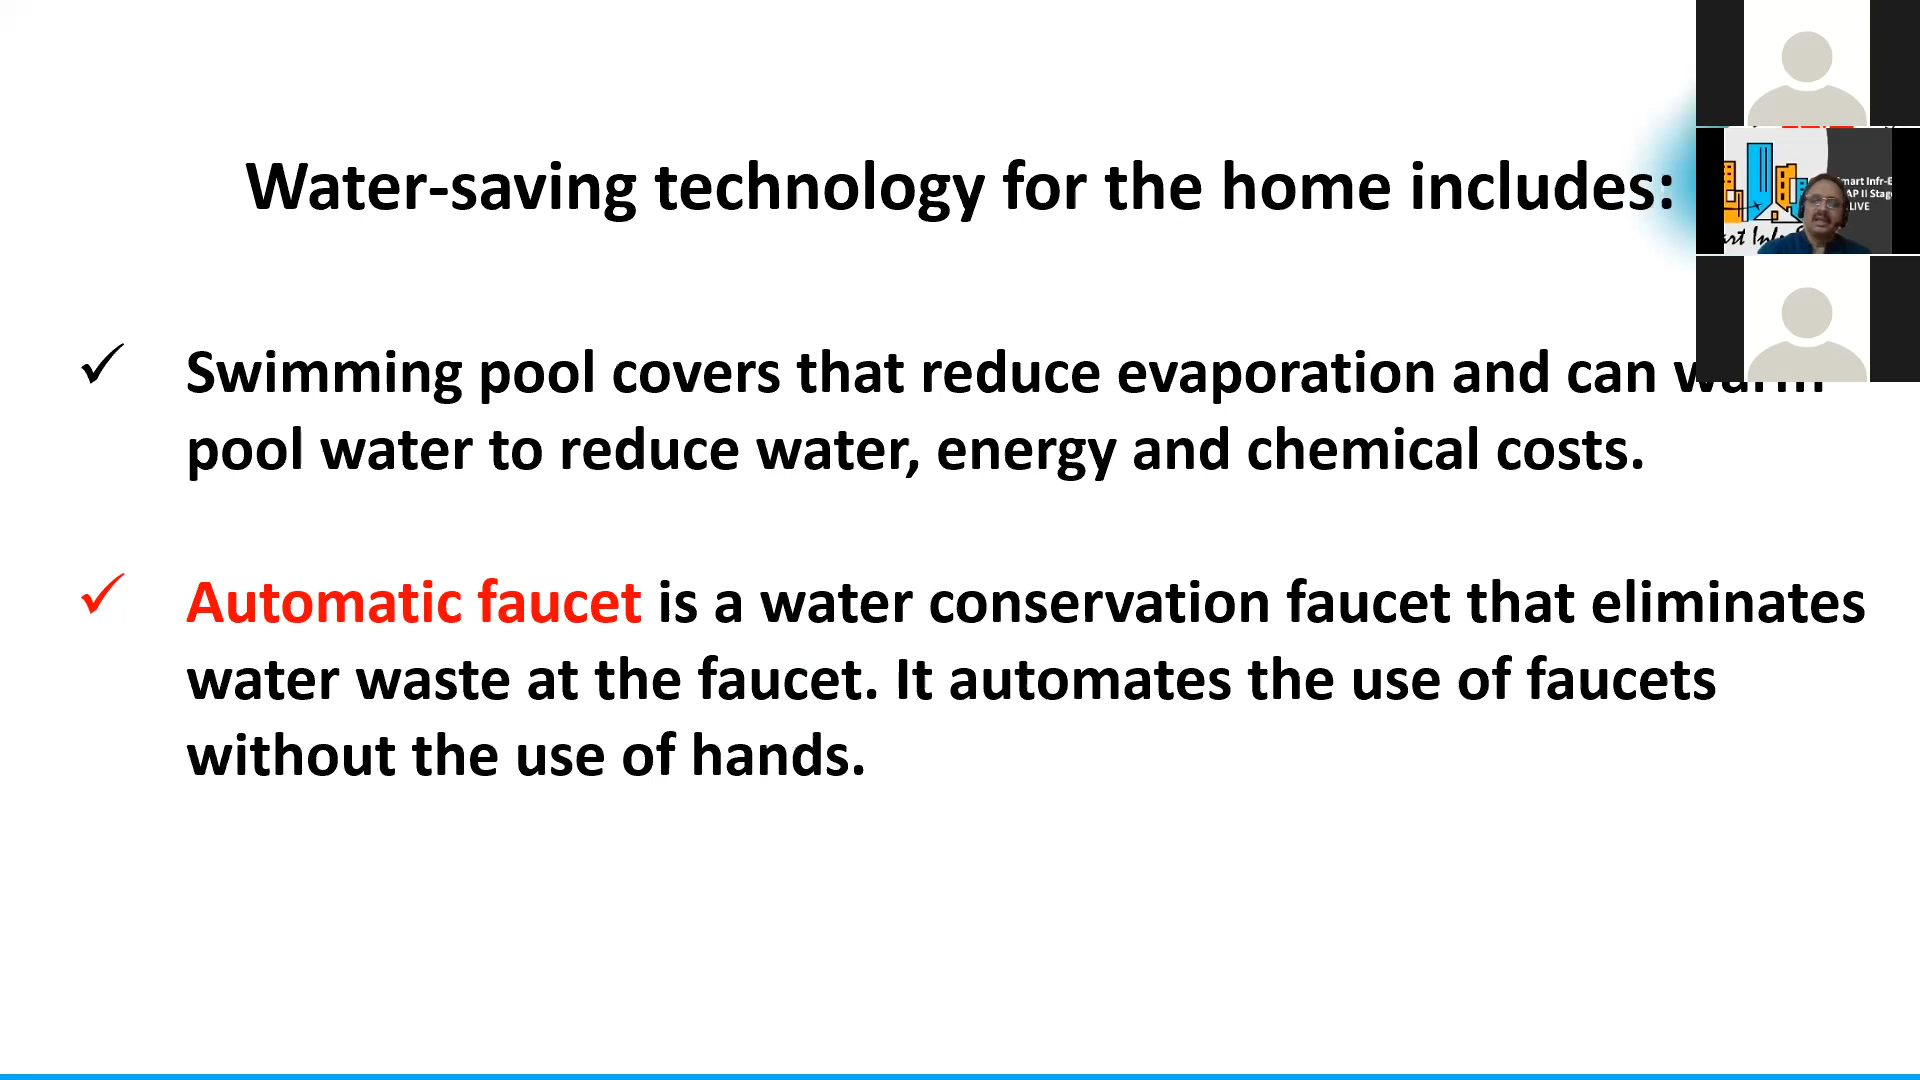 Water-saving technology for the home includes:
✓ Swimming pool covers that reduce evaporation and can warm
pool water to reduce water, energy and chemical costs.
✓ Automatic faucet is a water conservation faucet that eliminates
water waste at the faucet. It automates the use of faucets
without the use of hands.
LIVE